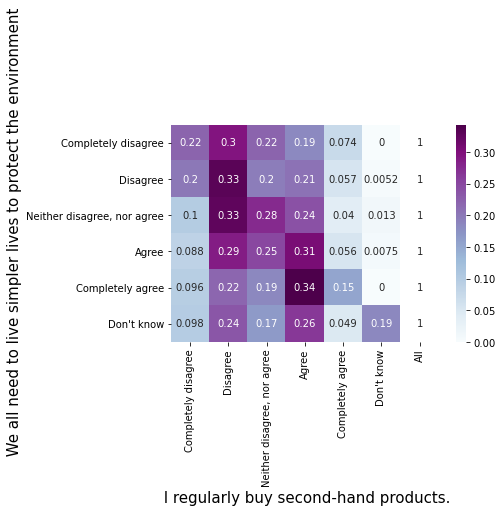 We all need to live simpler lives to protect the environment
Completely disagree 0.22 0.3 0.22 0.19 0.074 0 1
Disagree 0.2 0.33 0.2 0.21 0.057 0.0052 1
Neither disagree, nor agree 0.1 0.33 0.28 0.24 0.04 0.013 1
Agree 0.088 0.29 0.25 0.31 0.056 0.0075 1
Completely agree 0.096 0.22 0.19 0.34 0.15 0 1
Don't know 0.098 0.24 0.17 0.26 0.049 0.19 1
0.30
0.25
0.20
0.15
0.10
0.05
0.00
Completely disagree
Disagree
Neither disagree, nor agree
Agree
Completely agree
Don't know
All
I regularly buy second-hand products.